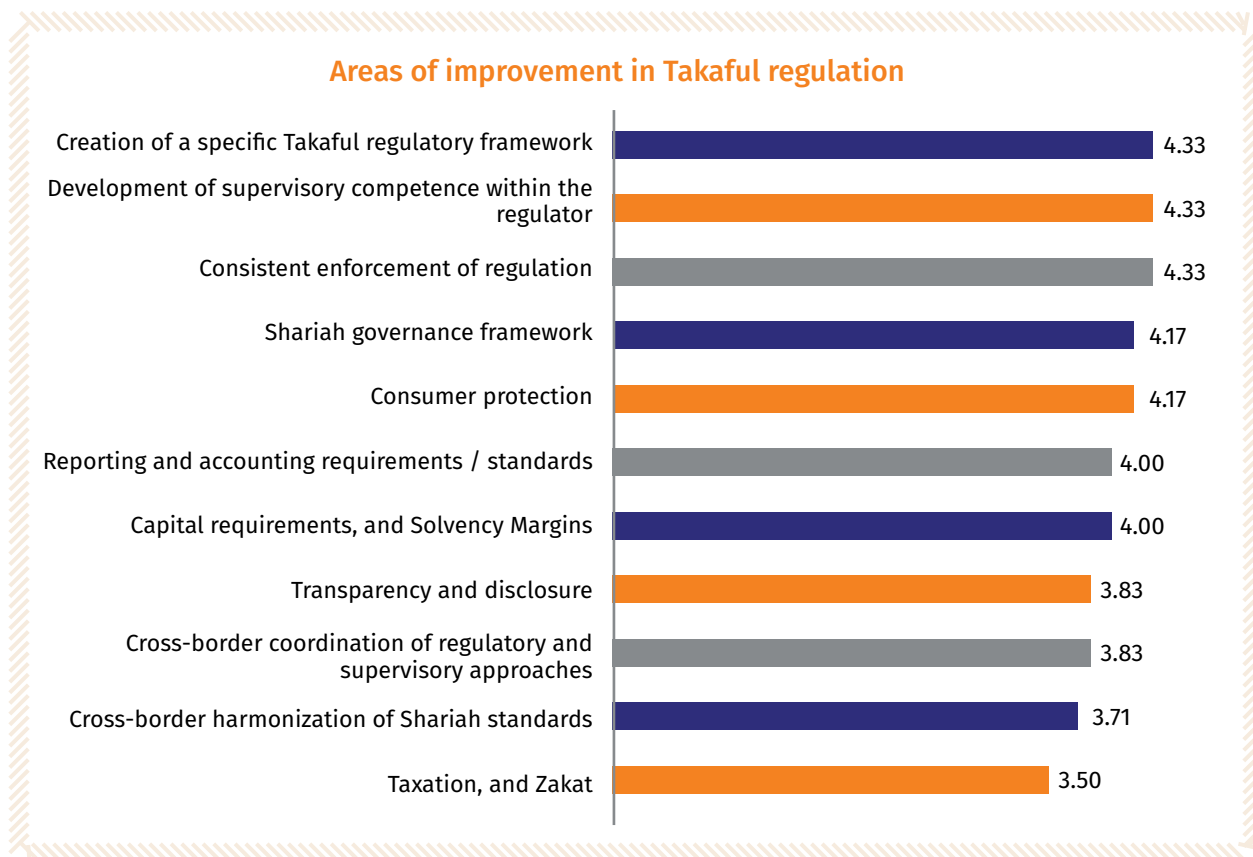 Areas of improvement in Takaful regulation
Creation of a specific Takaful regulatory framework
4.33
Development of supervisory competence within the
regulator
4.33
Consistent enforcement of regulation
4.33
Shariah governance framework
4.17
Consumer protection
4.17
Reporting and accounting requirements / standards
4.00
Capital requirements, and Solvency Margins
4.00
Transparency and disclosure
3.83
Cross-border coordination of regulatory and
supervisory approaches
3.83
Cross-border harmonization of Shariah standards
3.71
Taxation, and Zakat
3.50